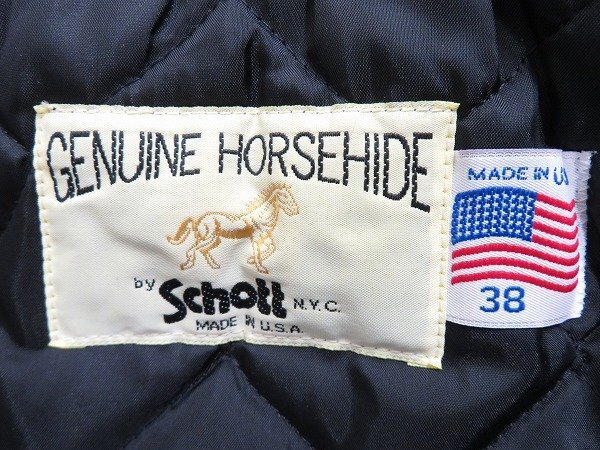 GENUINE HORSEHIDE
by Schott N.Y.C.
MADE IN U.S.A.
MADE IN U
38